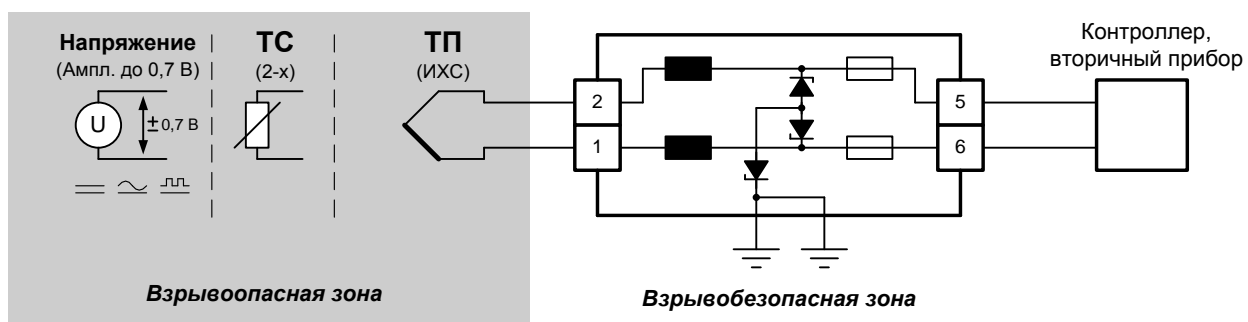 Напряжение
(Ампл. до 0,7 В)
U
± 0,7 В
ТС
(2-х)
ТП
(ИХС)
2
1
5
6
Контроллер,
вторичный прибор
Взрывоопасная зона
Взрывобезопасная зона